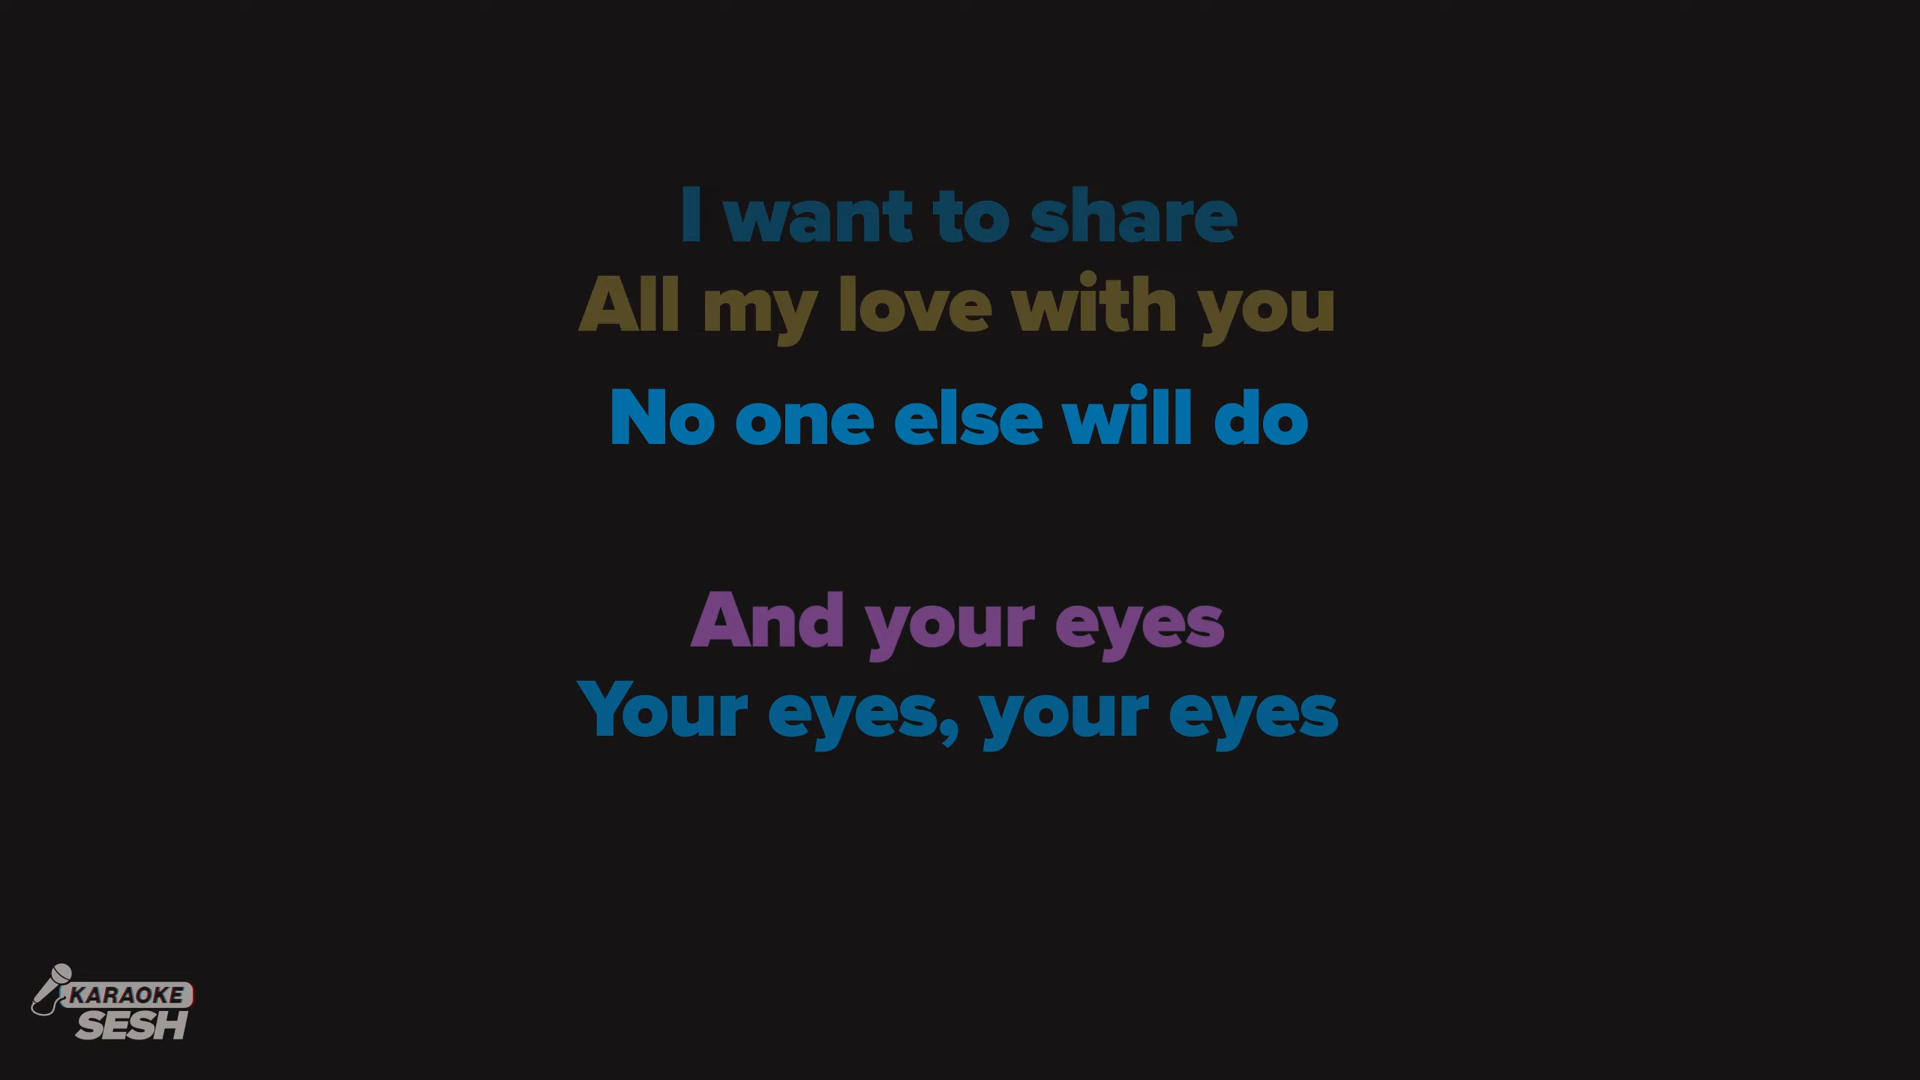 I want to share
All my love with you
No one else will do
And your eyes
Your eyes, your eyes
KARAOKE
SESH